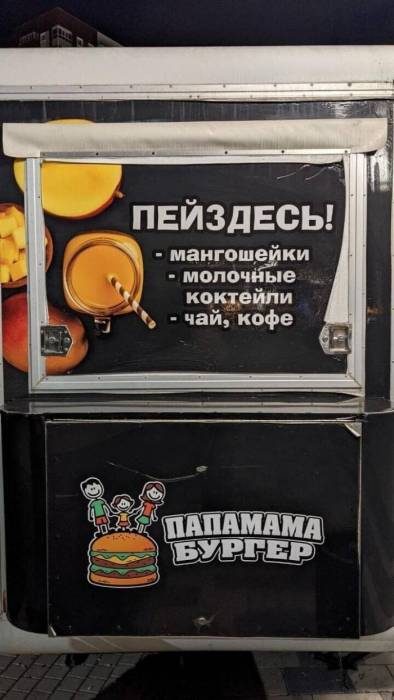 ПЕЙЗДЕСЬ!
- мангошейки
- молочные
коктейли
- чай, кофе
ПАПАМАМА
БУРГЕР